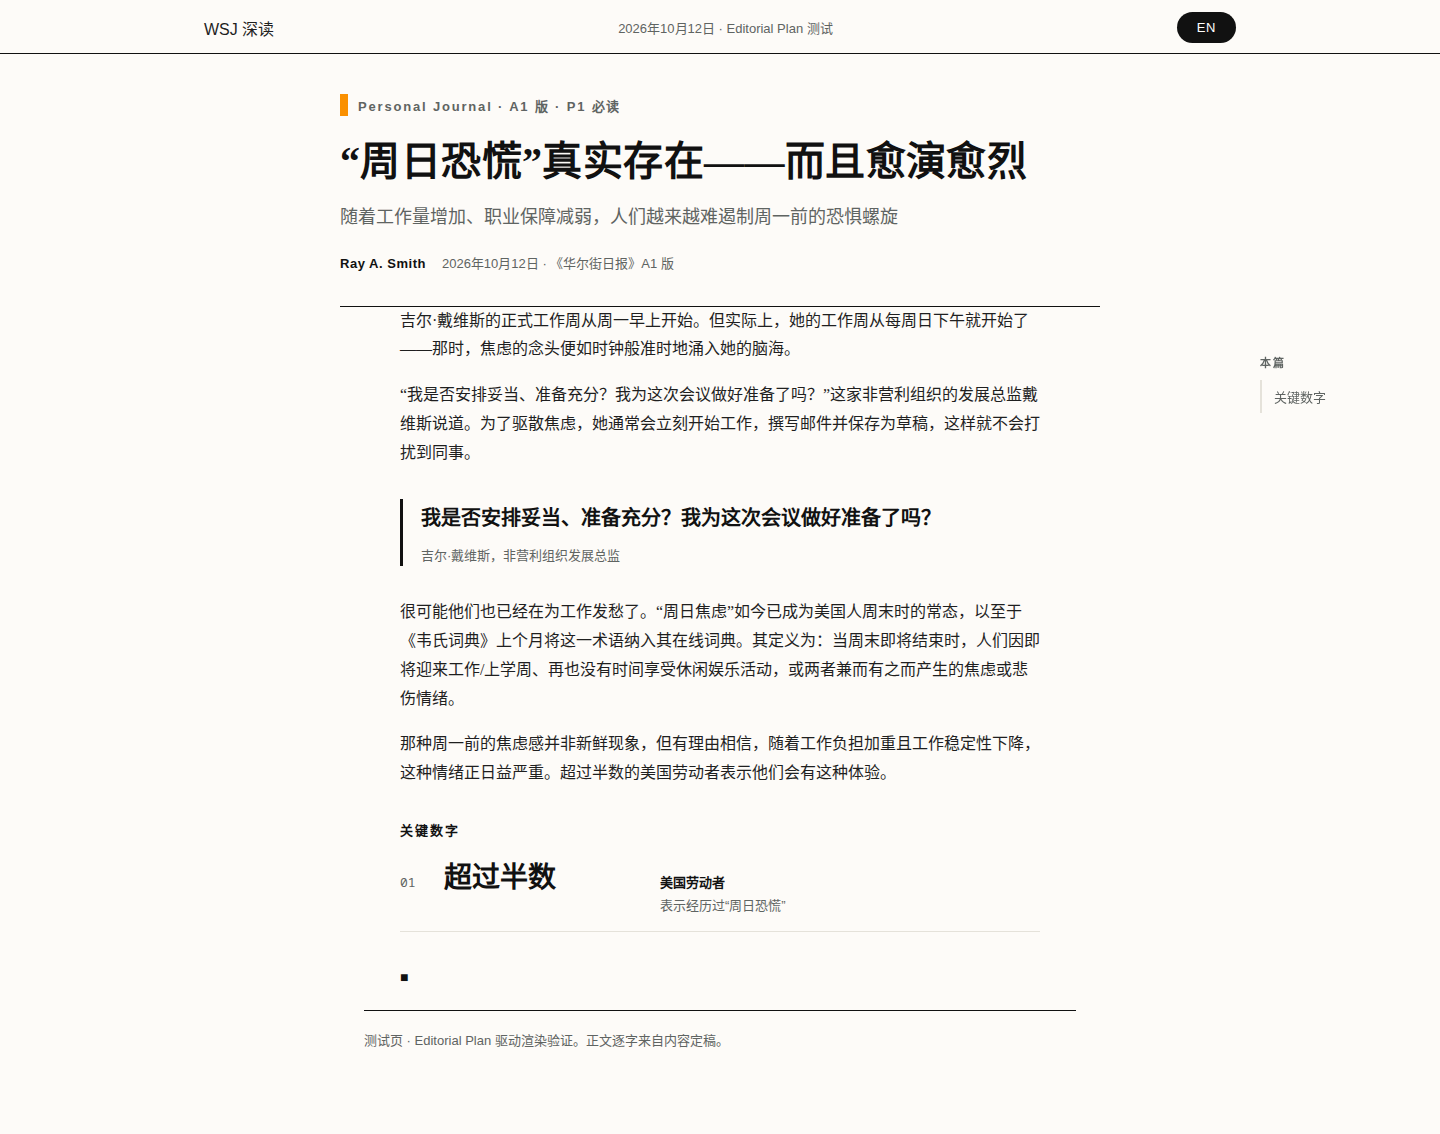 WSJ 深读
2026年10月12日 · Editorial Plan 测试
EN
Personal Journal · A1 版 · P1 必读
“周日恐慌”真实存在——而且愈演愈烈
随着工作量增加、职业保障减弱，人们越来越难遏制周一前的恐惧螺旋
Ray A. Smith 2026年10月12日 · 《华尔街日报》A1 版
吉尔·戴维斯的正式工作周从周一早上开始。但实际上，她的工作周从每周日下午就开始了
——那时，焦虑的念头便如时钟般准时地涌入她的脑海。
本篇
关键数字
“我是否安排妥当、准备充分？我为这次会议做好准备了吗？”这家非营利组织的发展总监戴
维斯说道。为了驱散焦虑，她通常会立刻开始工作，撰写邮件并保存为草稿，这样就不会打
扰到同事。
我是否安排妥当、准备充分？我为这次会议做好准备了吗？
吉尔·戴维斯，非营利组织发展总监
很可能他们也已经在为工作发愁了。“周日焦虑”如今已成为美国人周末时的常态，以至于
《韦氏词典》上个月将这一术语纳入其在线词典。其定义为：当周末即将结束时，人们因即
将迎来工作/上学周、再也没有时间享受休闲娱乐活动，或两者兼而有之而产生的焦虑或悲
伤情绪。
那种周一前的焦虑感并非新鲜现象，但有理由相信，随着工作负担加重且工作稳定性下降，
这种情绪正日益严重。超过半数的美国劳动者表示他们会有这种体验。
关键数字
01 超过半数 美国劳动者
表示经历过“周日恐慌”
■
测试页 · Editorial Plan 驱动渲染验证。正文逐字来自内容定稿。